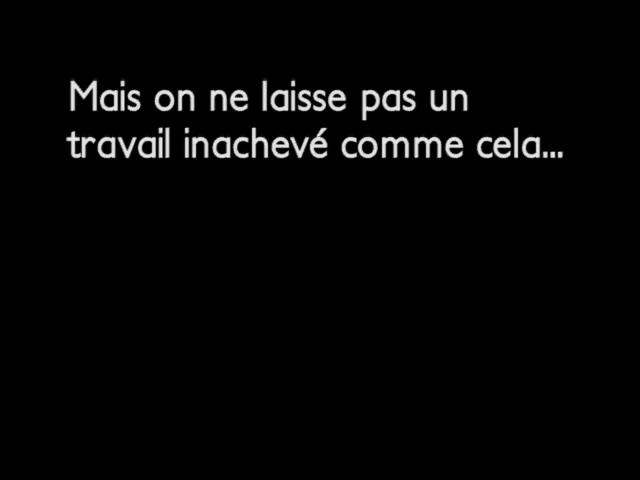 Mais on ne laisse pas un
travail inachevé comme cela...